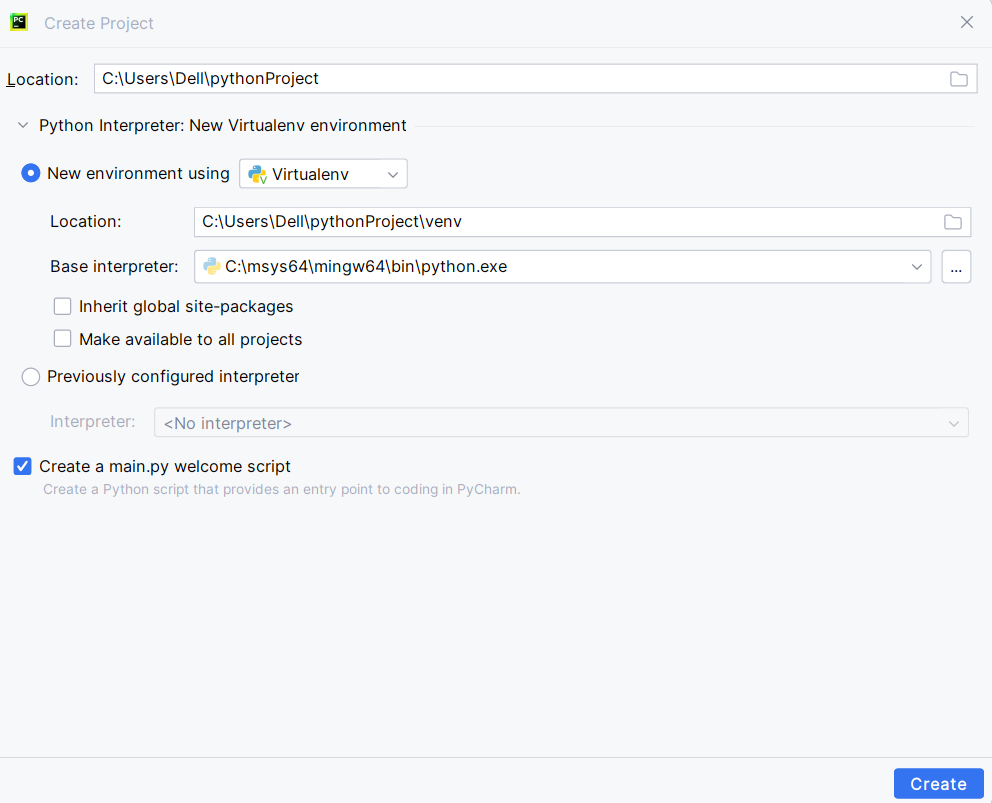 PC
Create Project
Location: C:\Users\Dell\pythonProject
Python Interpreter: New Virtualenv environment
New environment using Virtualenv
Location: C:\Users\Dell\pythonProject\venv
Base interpreter: C:\msys64\mingw64\bin\python.exe ...
Inherit global site-packages
Make available to all projects
Previously configured interpreter
Interpreter: <No interpreter>
Create a main.py welcome script
Create a Python script that provides an entry point to coding in PyCharm.
Create